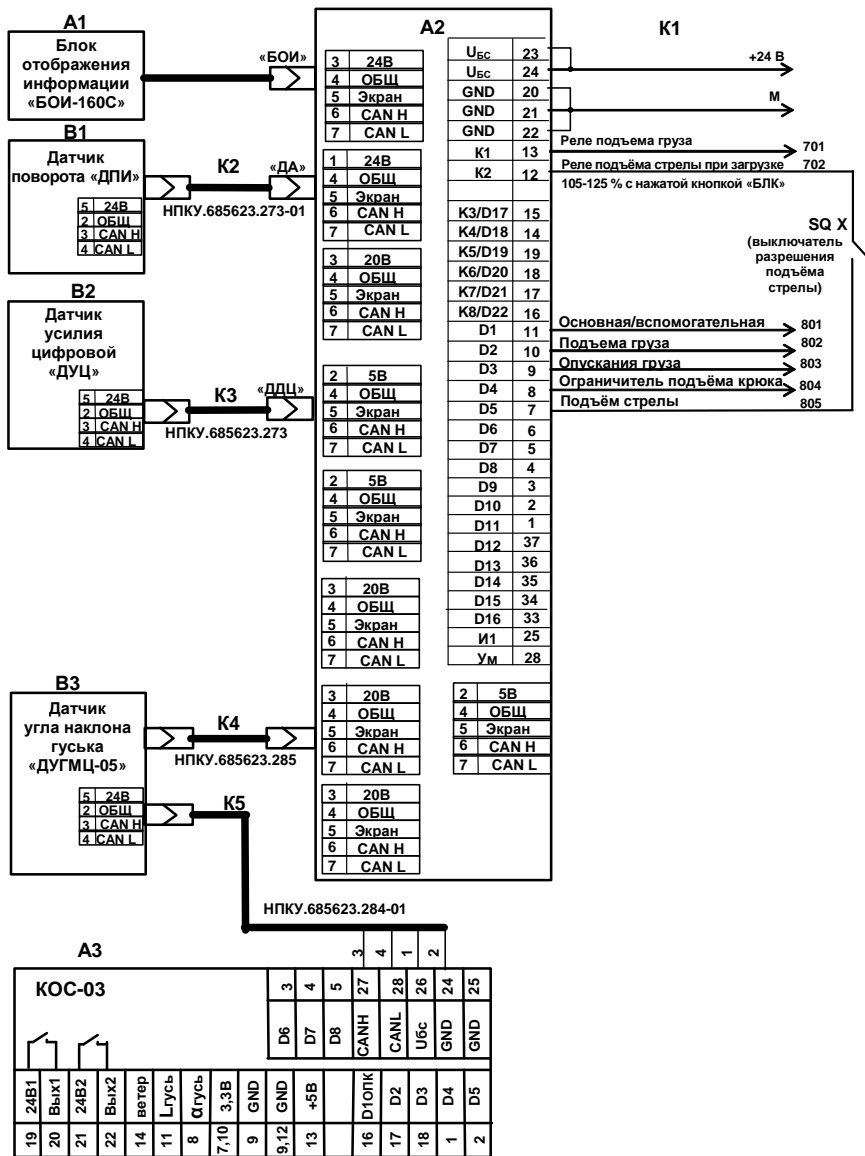 А1
Блок
отображения
информации
«БОИ-160С»
«БОИ»
В1
Датчик
поворота «ДПИ»
5 24В
2 ОБЩ
3 CAN H
4 CAN L
К2
«ДА»
НПКУ.685623.273-01
В2
Датчик
усилия
цифровой
«ДУЦ»
5 24В
2 ОБЩ
3 CAN H
4 CAN L
К3
«ДДЦ»
НПКУ.685623.273
В3
Датчик
угла наклона
гуська
«ДУГМЦ-05»
5 24В
2 ОБЩ
3 CAN H
4 CAN L
К4
НПКУ.685623.285
К5
НПКУ.685623.284-01
А2
3 24В
4 ОБЩ
5 Экран
6 CAN H
7 CAN L
1 24В
4 ОБЩ
5 Экран
6 CAN H
7 CAN L
3 20В
4 ОБЩ
5 Экран
6 CAN H
7 CAN L
2 5В
4 ОБЩ
5 Экран
6 CAN H
7 CAN L
2 5В
4 ОБЩ
5 Экран
6 CAN H
7 CAN L
3 20В
4 ОБЩ
5 Экран
6 CAN H
7 CAN L
3 20В
4 ОБЩ
5 Экран
6 CAN H
7 CAN L
3 20В
4 ОБЩ
5 Экран
6 CAN H
7 CAN L
UБС 23
UБС 24
GND 20
GND 21
GND 22
К1 13
К2 12
K3/D17 15
K4/D18 14
K5/D19 19
K6/D20 18
K7/D21 17
K8/D22 16
D1 11
D2 10
D3 9
D4 8
D5 7
D6 6
D7 5
D8 4
D9 3
D10 2
D11 1
D12 37
D13 36
D14 35
D15 34
D16 33
И1 25
Ум 28
2 5В
4 ОБЩ
5 Экран
6 CAN H
7 CAN L
К1
+24 В
М
Реле подъема груза 701
Реле подъёма стрелы при загрузке 702
105-125 % с нажатой кнопкой «БЛК»
SQ X
(выключатель
разрешения
подъёма
стрелы)
Основная/вспомогательная 801
Подъема груза 802
Опускания груза 803
Ограничитель подъёма крюка 804
Подъём стрелы 805
А3
КОС-03
3 4 1 2
3 4 5 27 28 26 24 25
D6 D7 D8 CANH CANL Uбс GND GND
24В1 Вых1 24В2 Вых2 ветер Lгусь αгусь 3,3В GND GND +5В D1ОПК D2 D3 D4 D5
19 20 21 22 14 11 8 7,10 9 9,12 13 16 17 18 1 2